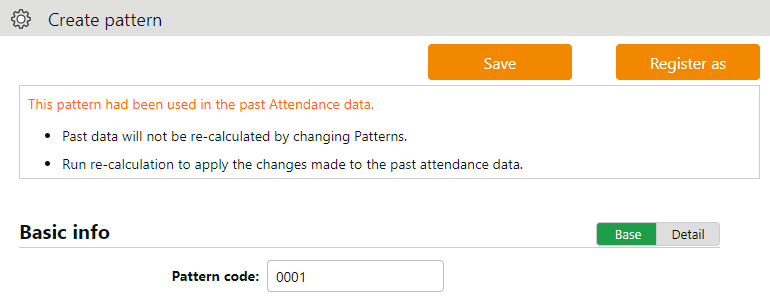 Create pattern
Save Register as
This pattern had been used in the past Attendance data.
• Past data will not be re-calculated by changing Patterns.
• Run re-calculation to apply the changes made to the past attendance data.
Basic info Base Detail
Pattern code: 0001